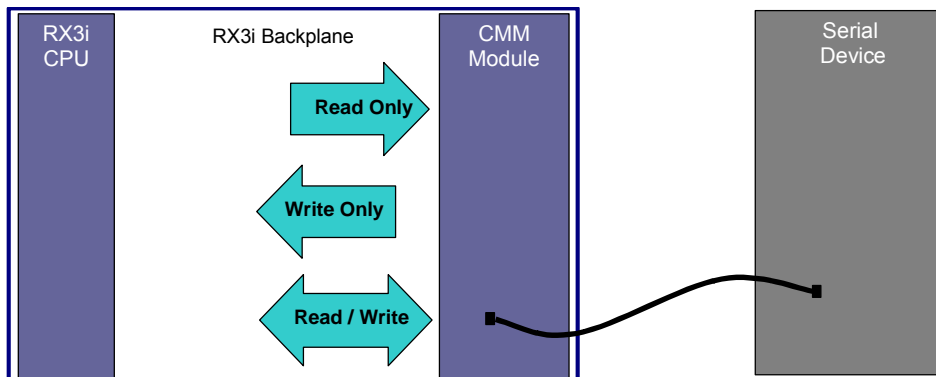 RX3i
CPU
RX3i Backplane
CMM
Module
Serial
Device
Read Only
Write Only
Read / Write